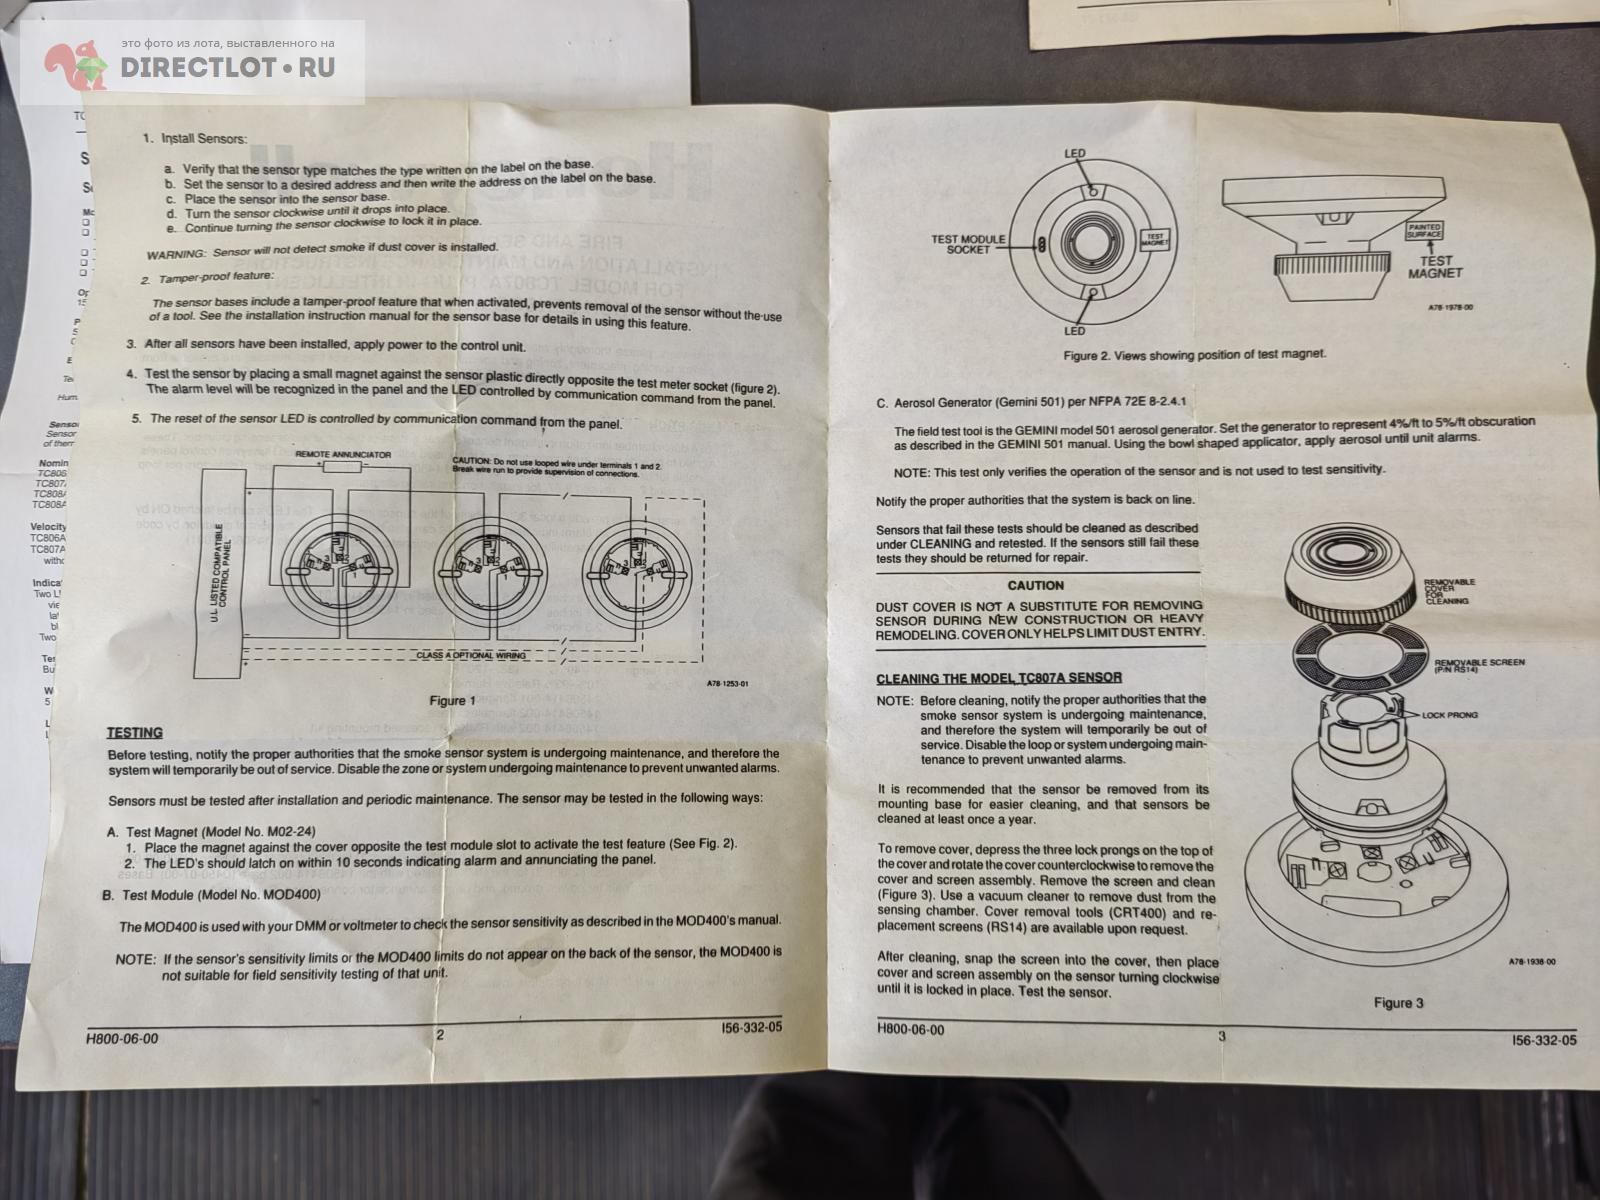 это фото из лота, выставленного на
DIRECTLOT•RU
1. Install Sensors:
a. Verify that the sensor type matches the type written on the label on the base.
b. Set the sensor to a desired address and then write the address on the label on the base.
c. Place the sensor into the sensor base.
d. Turn the sensor clockwise until it drops into place.
e. Continue turning the sensor clockwise to lock it in place.
WARNING: Sensor will not detect smoke if dust cover is installed.
2. Tamper-proof feature:
The sensor bases include a tamper-proof feature that when activated, prevents removal of the sensor without the use
of a tool. See the installation instruction manual for the sensor base for details in using this feature.
3. After all sensors have been installed, apply power to the control unit.
4. Test the sensor by placing a small magnet against the sensor plastic directly opposite the test meter socket (figure 2).
The alarm level will be recognized in the panel and the LED controlled by communication command from the panel.
5. The reset of the sensor LED is controlled by communication command from the panel.
REMOTE ANNUNCIATOR
CAUTION: Do not use looped wire under terminals 1 and 2.
Break wire run to provide supervision of connections.
U.L. LISTED COMPATIBLE
CONTROL PANEL
CLASS A OPTIONAL WIRING
A78-1253-01
Figure 1
TESTING
Before testing, notify the proper authorities that the smoke sensor system is undergoing maintenance, and therefore the
system will temporarily be out of service. Disable the zone or system undergoing maintenance to prevent unwanted alarms.
Sensors must be tested after installation and periodic maintenance. The sensor may be tested in the following ways:
A. Test Magnet (Model No. M02-24)
1. Place the magnet against the cover opposite the test module slot to activate the test feature (See Fig. 2).
2. The LED's should latch on within 10 seconds indicating alarm and annunciating the panel.
B. Test Module (Model No. MOD400)
The MOD400 is used with your DMM or voltmeter to check the sensor sensitivity as described in the MOD400's manual.
NOTE: If the sensor's sensitivity limits or the MOD400 limits do not appear on the back of the sensor, the MOD400 is
not suitable for field sensitivity testing of that unit.
H800-06-00
2
I56-332-05
LED
TEST MODULE
SOCKET
TEST
MAGNET
LED
PAINTED
SURFACE
TEST
MAGNET
A78-1978-00
Figure 2. Views showing position of test magnet.
C. Aerosol Generator (Gemini 501) per NFPA 72E 8-2.4.1
The field test tool is the GEMINI model 501 aerosol generator. Set the generator to represent 4%/ft to 5%/ft obscuration
as described in the GEMINI 501 manual. Using the bowl shaped applicator, apply aerosol until unit alarms.
NOTE: This test only verifies the operation of the sensor and is not used to test sensitivity.
Notify the proper authorities that the system is back on line.
Sensors that fail these tests should be cleaned as described
under CLEANING and retested. If the sensors still fail these
tests they should be returned for repair.
CAUTION
DUST COVER IS NOT A SUBSTITUTE FOR REMOVING
SENSOR DURING NEW CONSTRUCTION OR HEAVY
REMODELING. COVER ONLY HELPS LIMIT DUST ENTRY.
CLEANING THE MODEL TC807A SENSOR
NOTE: Before cleaning, notify the proper authorities that the
smoke sensor system is undergoing maintenance,
and therefore the system will temporarily be out of
service. Disable the loop or system undergoing main-
tenance to prevent unwanted alarms.
It is recommended that the sensor be removed from its
mounting base for easier cleaning, and that sensors be
cleaned at least once a year.
To remove cover, depress the three lock prongs on the top of
the cover and rotate the cover counterclockwise to remove the
cover and screen assembly. Remove the screen and clean
(Figure 3). Use a vacuum cleaner to remove dust from the
sensing chamber. Cover removal tools (CRT400) and re-
placement screens (RS14) are available upon request.
After cleaning, snap the screen into the cover, then place
cover and screen assembly on the sensor turning clockwise
until it is locked in place. Test the sensor.
REMOVABLE
COVER
FOR
CLEANING
REMOVABLE SCREEN
(P/N RS14)
LOCK PRONG
A78-1938-00
Figure 3
H800-06-00
3
I56-332-05